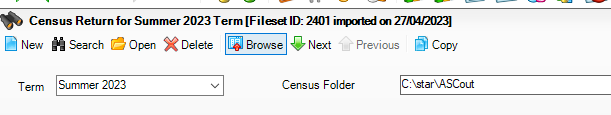 Census Return for Summer 2023 Term [Fileset ID: 2401 imported on 27/04/2023]
New Search Open Delete Browse Next Previous Copy
Term Summer 2023 Census Folder C:\star\ASCout